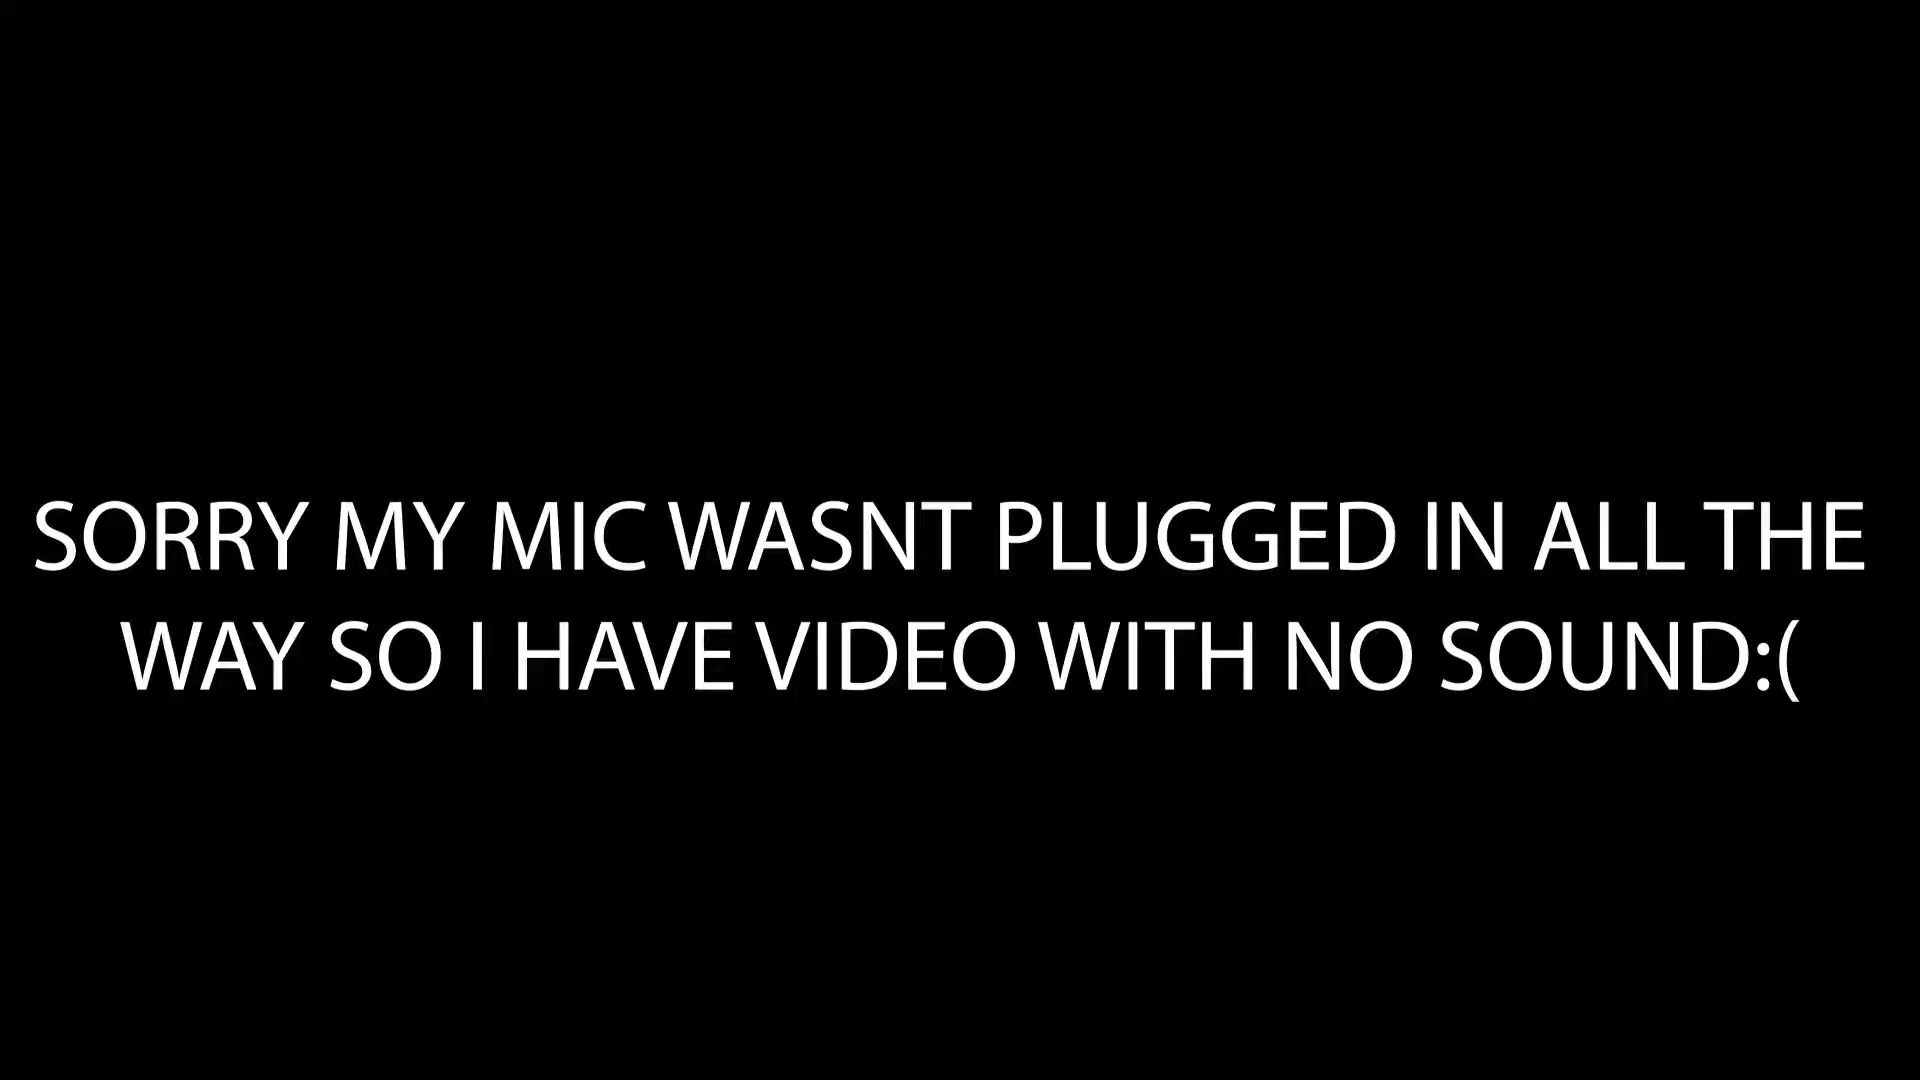 SORRY MY MIC WASNT PLUGGED IN ALL THE
WAY SO I HAVE VIDEO WITH NO SOUND:(